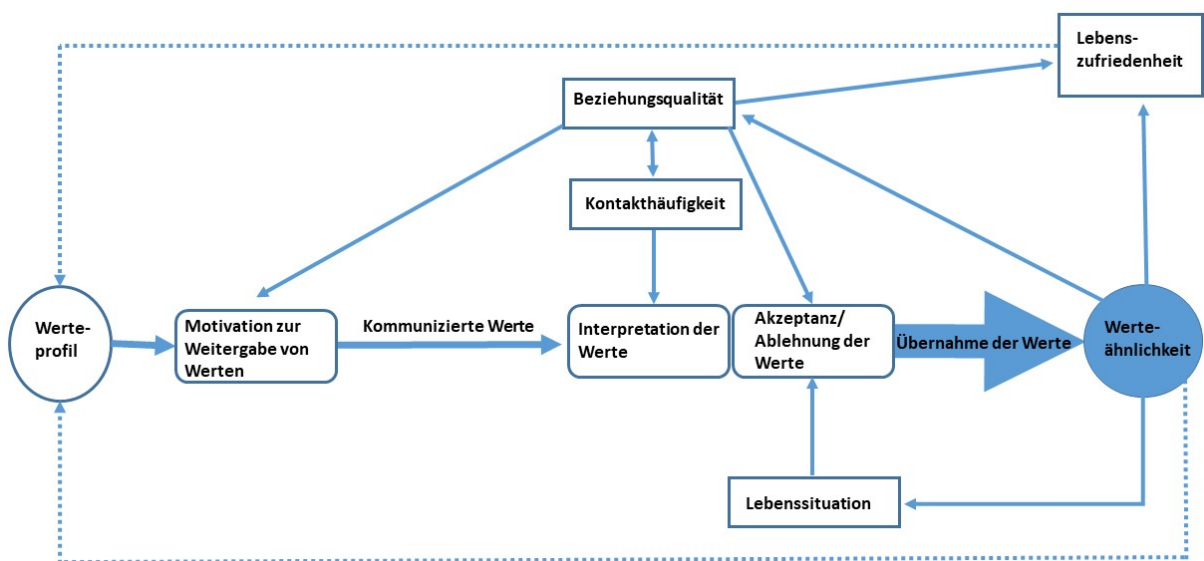 Lebens-
zufriedenheit
Beziehungsqualität
Kontakthäufigkeit
Werte-
profil
Motivation zur
Weitergabe von
Werten
Kommunizierte Werte
Interpretation der
Werte
Akzeptanz/
Ablehnung der
Werte
Übernahme der Werte
Werte-
ähnlichkeit
Lebenssituation